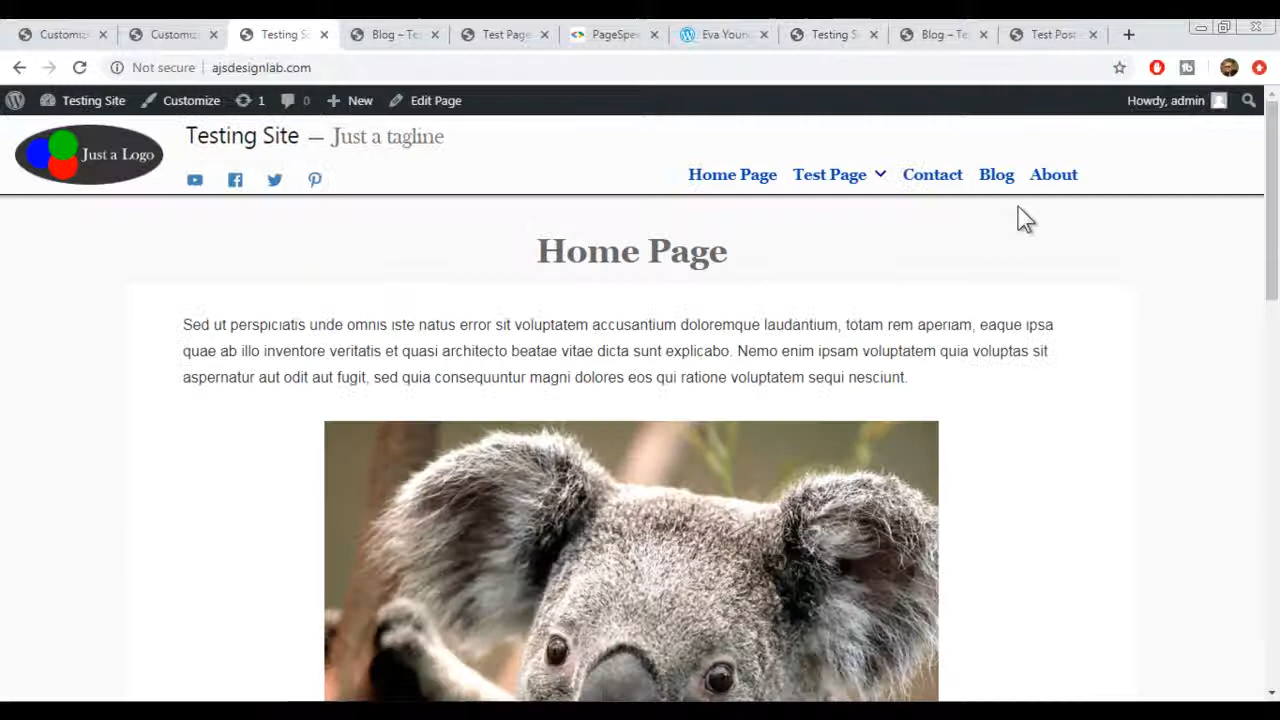 Customiz
Customiz
Testing S
Blog – Te
Test Page
PageSpe
Eva Youn
Testing S
Blog – Te
Test Post
Not secure
ajsdesignlab.com
Testing Site
Customize
1
0
New
Edit Page
Howdy, admin
Just a Logo
Testing Site — Just a tagline
Home Page
Test Page
Contact
Blog
About
Home Page
Sed ut perspiciatis unde omnis iste natus error sit voluptatem accusantium doloremque laudantium, totam rem aperiam, eaque ipsa
quae ab illo inventore veritatis et quasi architecto beatae vitae dicta sunt explicabo. Nemo enim ipsam voluptatem quia voluptas sit
aspernatur aut odit aut fugit, sed quia consequuntur magni dolores eos qui ratione voluptatem sequi nesciunt.